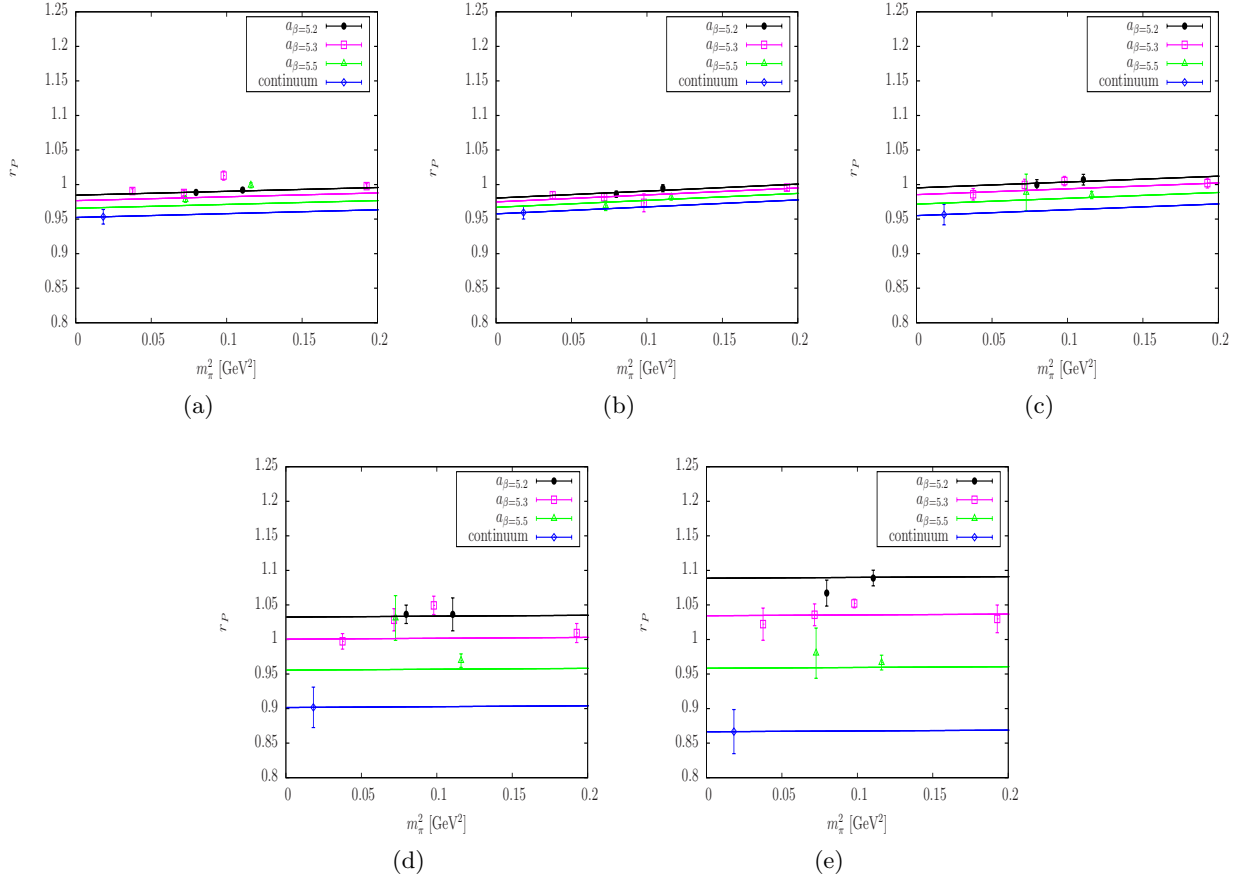 1.25
1.2
1.15
1.1
1.05
1
0.95
0.9
0.85
0.8
0
0.05
0.1
0.15
0.2
r_P
m_π^2 [GeV^2]
a_β=5.2
a_β=5.3
a_β=5.5
continuum
(a)
1.25
1.2
1.15
1.1
1.05
1
0.95
0.9
0.85
0.8
0
0.05
0.1
0.15
0.2
r_P
m_π^2 [GeV^2]
a_β=5.2
a_β=5.3
a_β=5.5
continuum
(b)
1.25
1.2
1.15
1.1
1.05
1
0.95
0.9
0.85
0.8
0
0.05
0.1
0.15
0.2
r_P
m_π^2 [GeV^2]
a_β=5.2
a_β=5.3
a_β=5.5
continuum
(c)
1.25
1.2
1.15
1.1
1.05
1
0.95
0.9
0.85
0.8
0
0.05
0.1
0.15
0.2
r_P
m_π^2 [GeV^2]
a_β=5.2
a_β=5.3
a_β=5.5
continuum
(d)
1.25
1.2
1.15
1.1
1.05
1
0.95
0.9
0.85
0.8
0
0.05
0.1
0.15
0.2
r_P
m_π^2 [GeV^2]
a_β=5.2
a_β=5.3
a_β=5.5
continuum
(e)